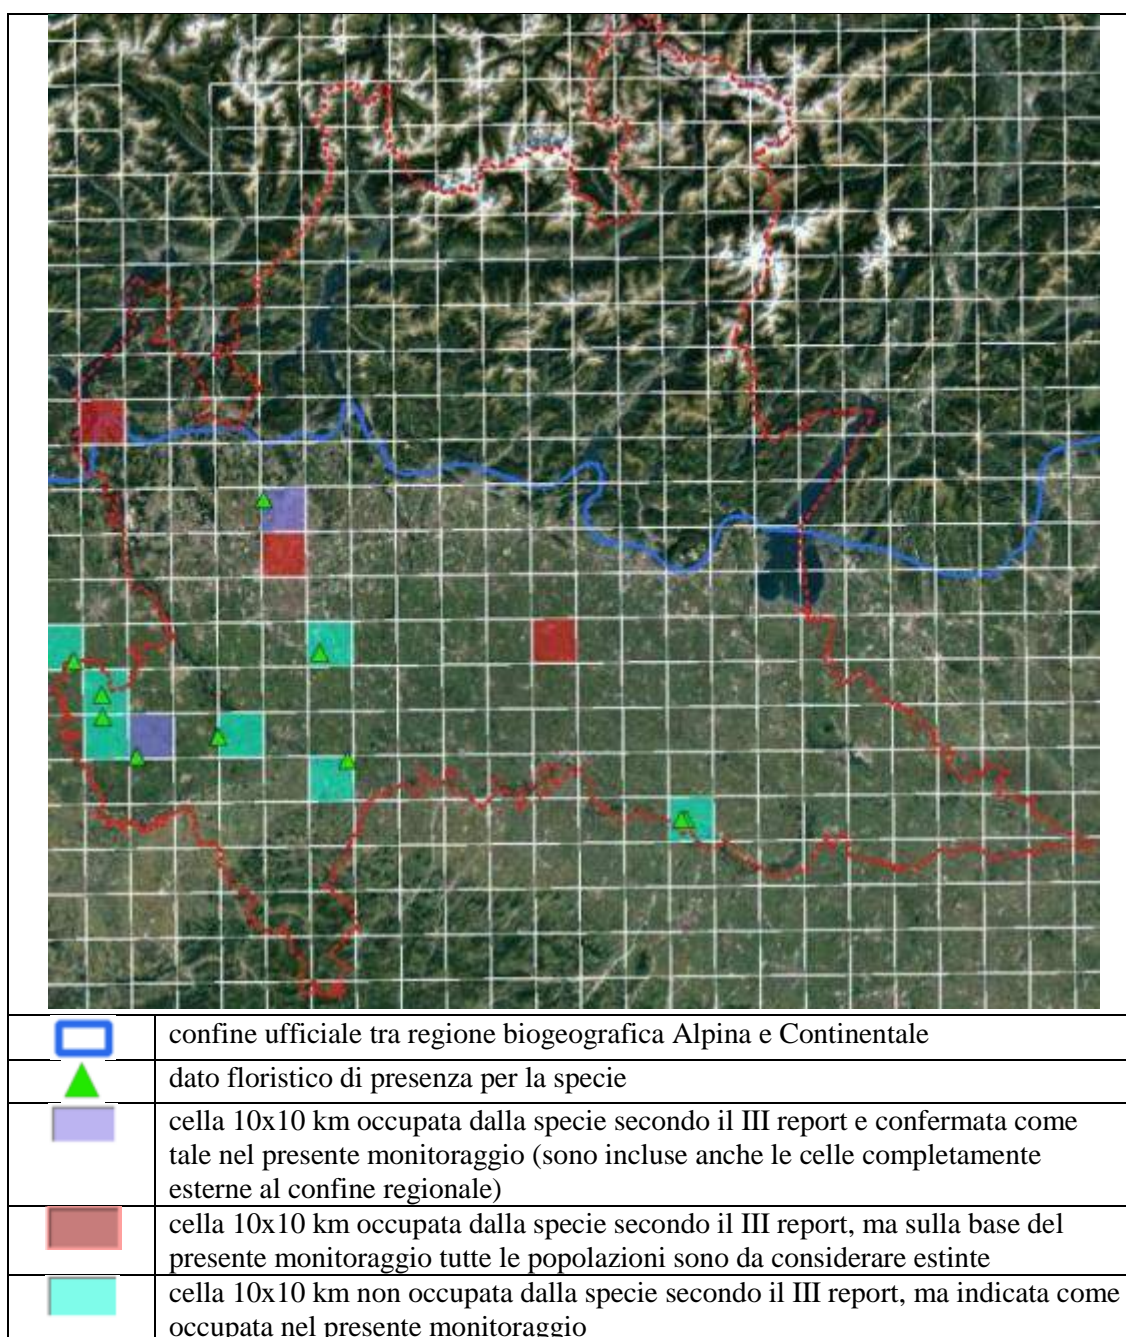 confine ufficiale tra regione biogeografica Alpina e Continentale
dato floristico di presenza per la specie
cella 10x10 km occupata dalla specie secondo il III report e confermata come
tale nel presente monitoraggio (sono incluse anche le celle completamente
esterne al confine regionale)
cella 10x10 km occupata dalla specie secondo il III report, ma sulla base del
presente monitoraggio tutte le popolazioni sono da considerare estinte
cella 10x10 km non occupata dalla specie secondo il III report, ma indicata come
occupata nel presente monitoraggio